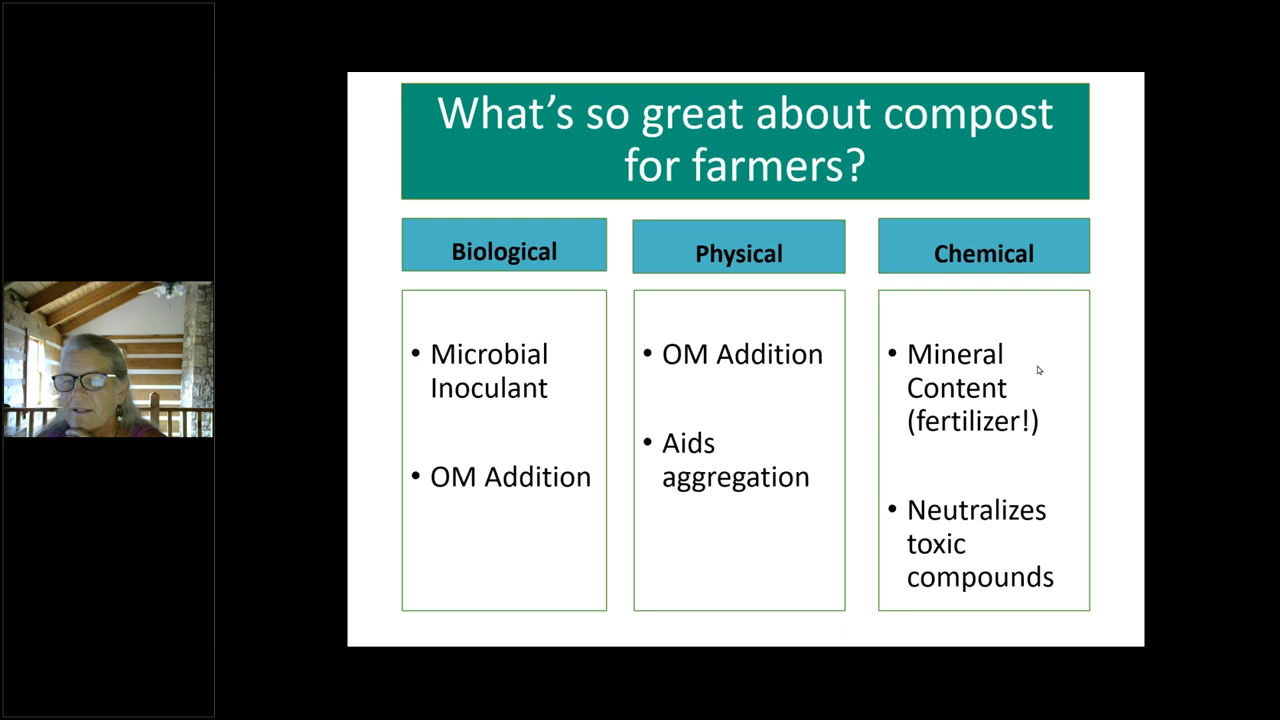 What’s so great about compost
for farmers?
Biological
Physical
Chemical
• Microbial
Inoculant
• OM Addition
• OM Addition
• Aids
aggregation
• Mineral
Content
(fertilizer!)
• Neutralizes
toxic
compounds